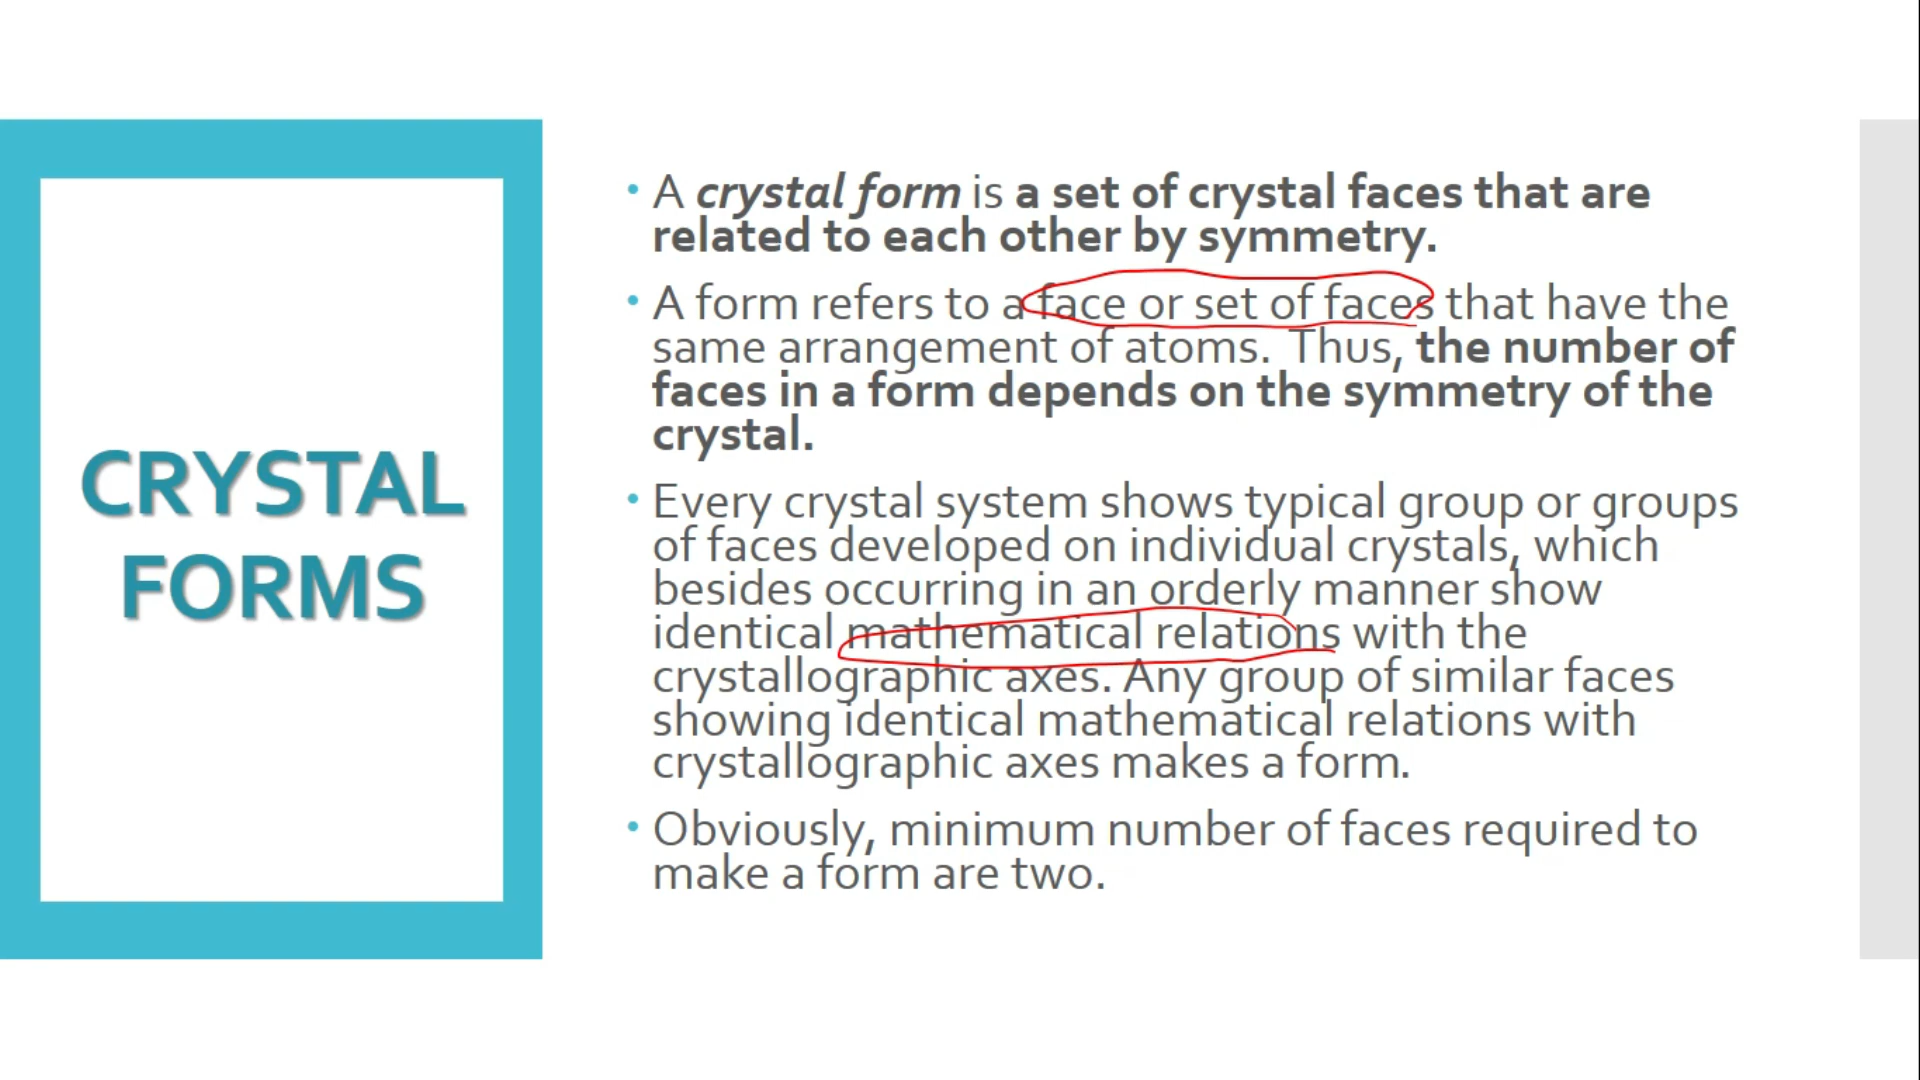 CRYSTAL
FORMS
• A crystal form is a set of crystal faces that are
related to each other by symmetry.
• A form refers to a face or set of faces that have the
same arrangement of atoms. Thus, the number of
faces in a form depends on the symmetry of the
crystal.
• Every crystal system shows typical group or groups
of faces developed on individual crystals, which
besides occurring in an orderly manner show
identical mathematical relations with the
crystallographic axes. Any group of similar faces
showing identical mathematical relations with
crystallographic axes makes a form.
• Obviously, minimum number of faces required to
make a form are two.